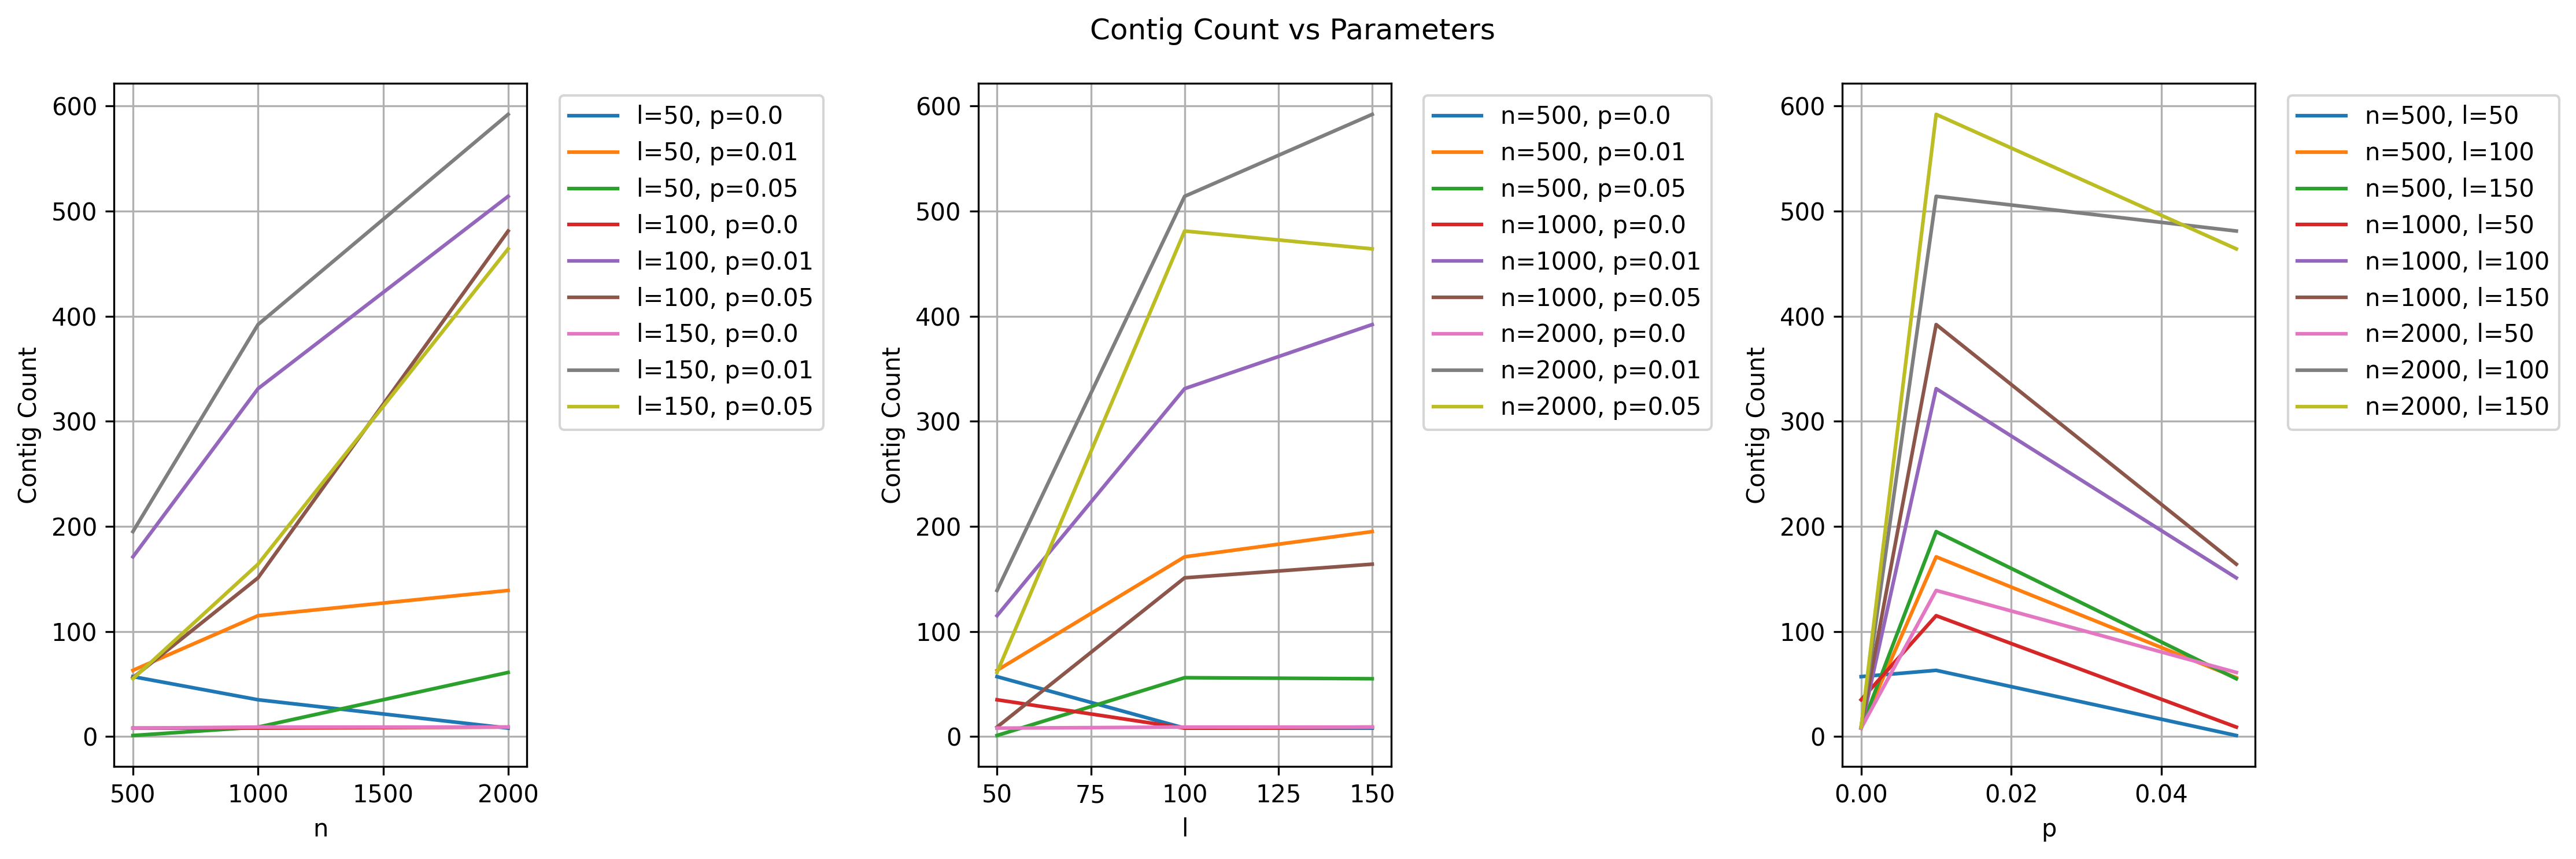 Contig Count vs Parameters
Contig Count
600
500
400
300
200
100
0
500 1000 1500 2000
n
l=50, p=0.0
l=50, p=0.01
l=50, p=0.05
l=100, p=0.0
l=100, p=0.01
l=100, p=0.05
l=150, p=0.0
l=150, p=0.01
l=150, p=0.05
Contig Count
600
500
400
300
200
100
0
50 75 100 125 150
l
n=500, p=0.0
n=500, p=0.01
n=500, p=0.05
n=1000, p=0.0
n=1000, p=0.01
n=1000, p=0.05
n=2000, p=0.0
n=2000, p=0.01
n=2000, p=0.05
Contig Count
600
500
400
300
200
100
0
0.00 0.02 0.04
p
n=500, l=50
n=500, l=100
n=500, l=150
n=1000, l=50
n=1000, l=100
n=1000, l=150
n=2000, l=50
n=2000, l=100
n=2000, l=150